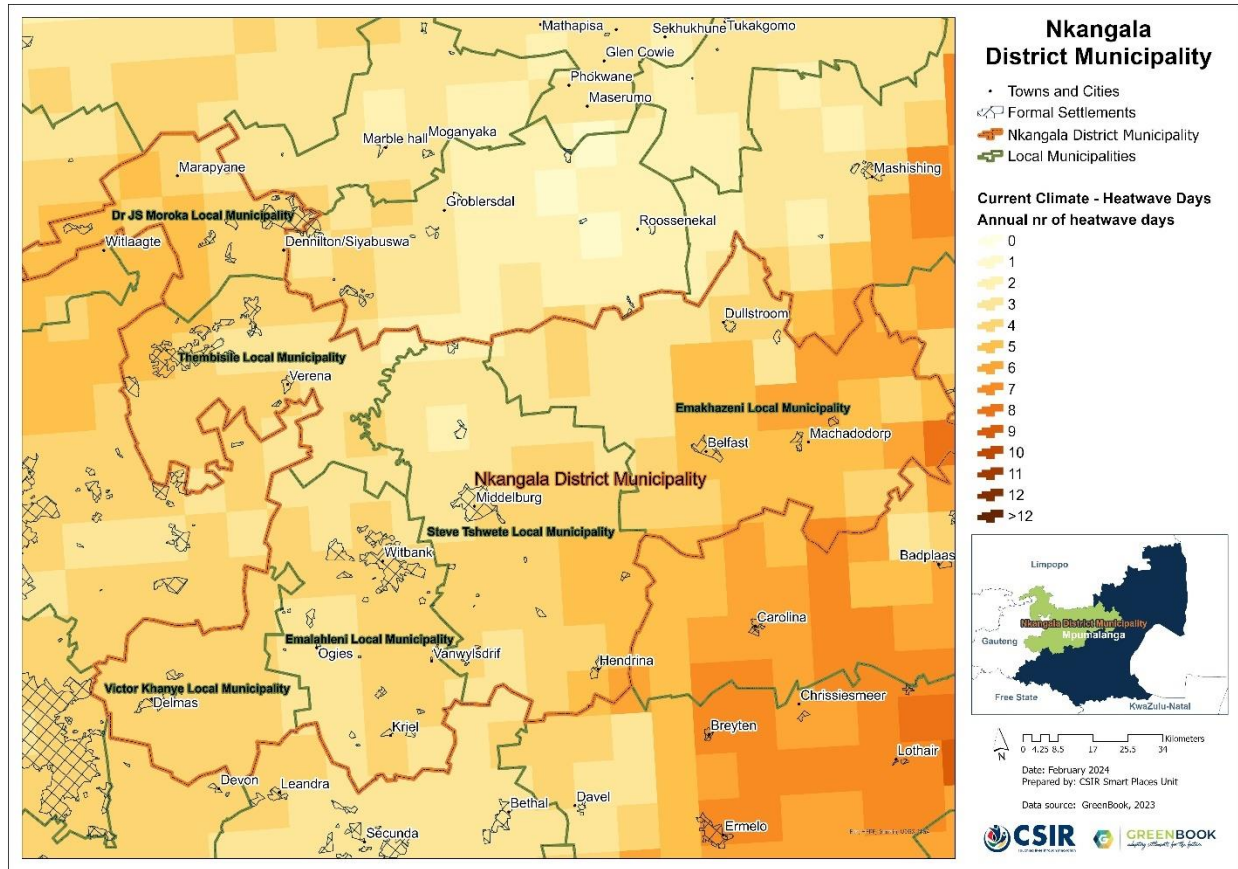 Nkangala
District Municipality
Towns and Cities
Formal Settlements
Nkangala District Municipality
Local Municipalities
Current Climate - Heatwave Days
Annual nr of heatwave days
0
1
2
3
4
5
6
7
8
9
10
11
12
>12
Mathapisa
Sekhukhune
Tukakgomo
Glen Cowie
Phokwane
Maserumo
Marble hall
Moganyaka
Marapyane
Mashishing
Dr JS Moroka Local Municipality
Groblersdal
Roossenekal
Witlaagte
Dennilton/Siyabuswa
Dullstroom
Thembisile Local Municipality
Verena
Emakhazeni Local Municipality
Machadodorp
Belfast
Nkangala District Municipality
Middelburg
Steve Tshwete Local Municipality
Witbank
Badplaas
Carolina
Emalahleni Local Municipality
Ogies
Vanwylsdrif
Hendrina
Victor Khanye Local Municipality
Delmas
Chrissiesmeer
Kriel
Breyten
Lothair
Devon
Leandra
Bethal
Davel
Secunda
Ermelo
Limpopo
Nkangala District Municipality
Mpumalanga
Gauteng
Free State
KwaZulu-Natal
N
Kilometers
0 4.25 8.5 17 25.5 34
Date: February 2024
Prepared by: CSIR Smart Places Unit
Data source: GreenBook, 2023
CSIR
GREENBOOK